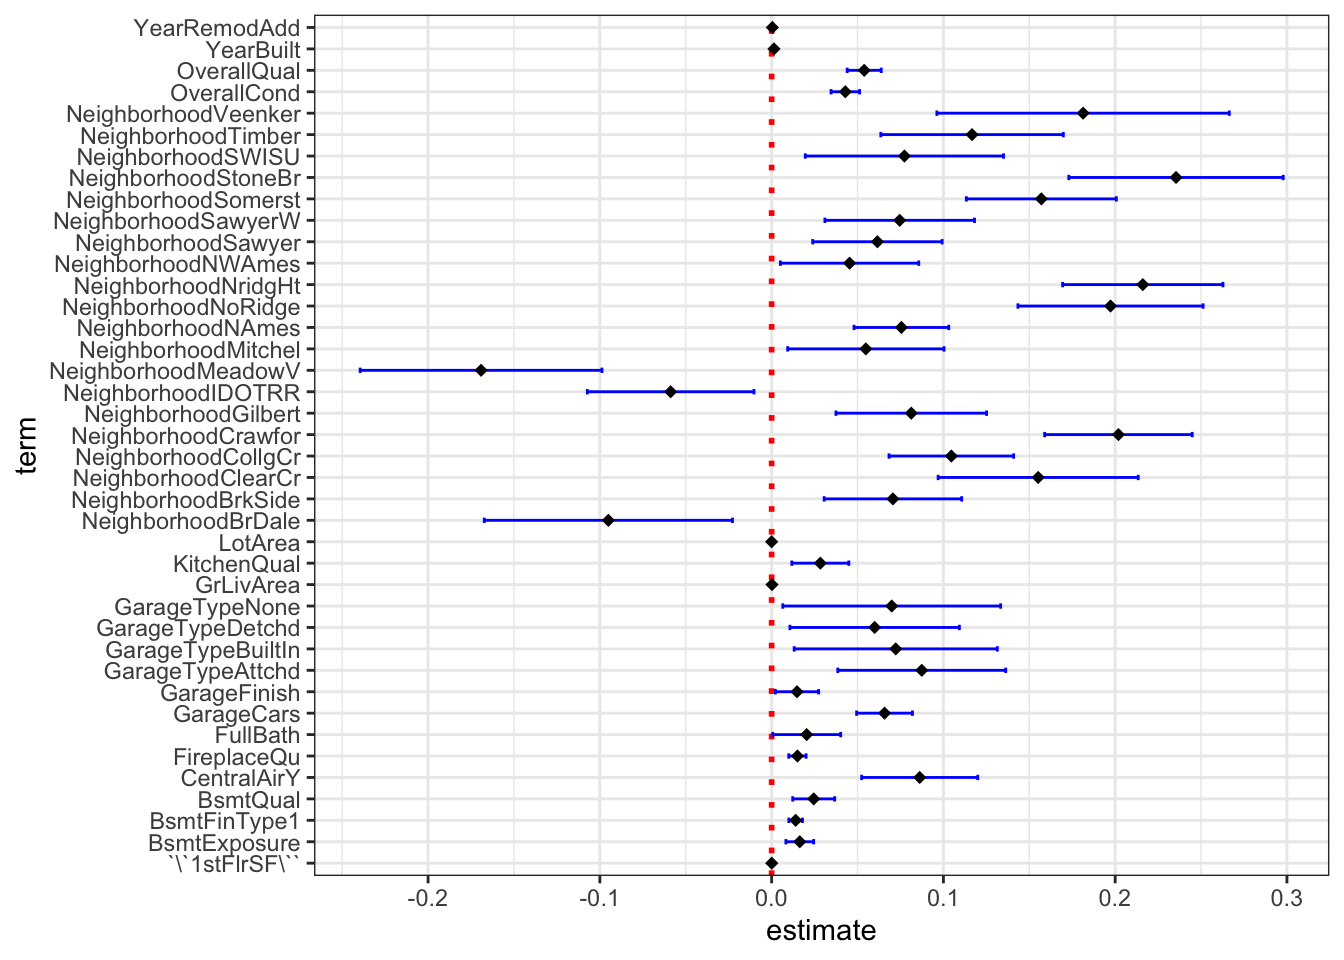 YearRemodAdd
YearBuilt
OverallQual
OverallCond
NeighborhoodVeenker
NeighborhoodTimber
NeighborhoodSWISU
NeighborhoodStoneBr
NeighborhoodSomerst
NeighborhoodSawyerW
NeighborhoodSawyer
NeighborhoodNWAmes
NeighborhoodNridgHt
NeighborhoodNoRidge
NeighborhoodNAmes
NeighborhoodMitchel
NeighborhoodMeadowV
NeighborhoodIDOTRR
NeighborhoodGilbert
NeighborhoodCrawfor
NeighborhoodCollgCr
NeighborhoodClearCr
NeighborhoodBrkSide
NeighborhoodBrDale
LotArea
KitchenQual
GrLivArea
GarageTypeNone
GarageTypeDetchd
GarageTypeBuiltIn
GarageTypeAttchd
GarageFinish
GarageCars
FullBath
FireplaceQu
CentralAirY
BsmtQual
BsmtFinType1
BsmtExposure
`\`1stFlrSF\``
term
-0.2 -0.1 0.0 0.1 0.2 0.3
estimate